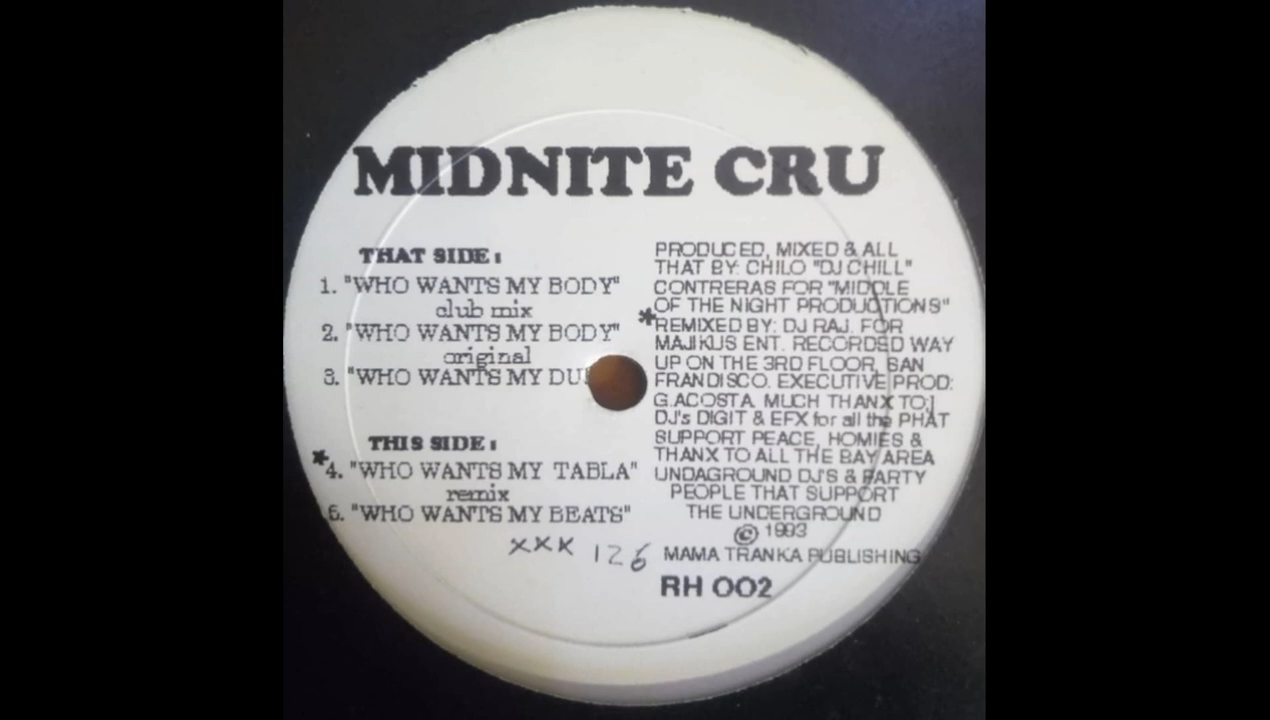 MIDNITE CRU
THAT SIDE:
1. "WHO WANTS MY BODY"
club mix
2. "WHO WANTS MY BODY"
original
3. "WHO WANTS MY
THIS SIDE:
*4. "WHO WANTS MY TABLA"
remix
5. "WHO WANTS MY BEATS"
xxx 126
PRODUCED, MIXED & ALL
THAT BY: CHILO "DJ CHILL"
CONTRERAS FOR "MIDDLE
OF THE NIGHT PRODUCTIONS"
*REMIXED BY: DJ RAJ. FOR
MAJIKUS ENT. RECORDED WAY
UP ON THE 3RD FLOOR, SAN
FRANDISCO. EXECUTIVE PROD:
G.ACOSTA. MUCH THANX TO;]
DJ's DIGIT & EFX for all the PHAT
SUPPORT PEACE, HOMIES &
THANX TO ALL THE BAY AREA
UNDAGROUND DJ'S & PARTY
PEOPLE THAT SUPPORT
THE UNDERGROUND
© 1993
MAMA TRANKA PUBLISHING
RH 002